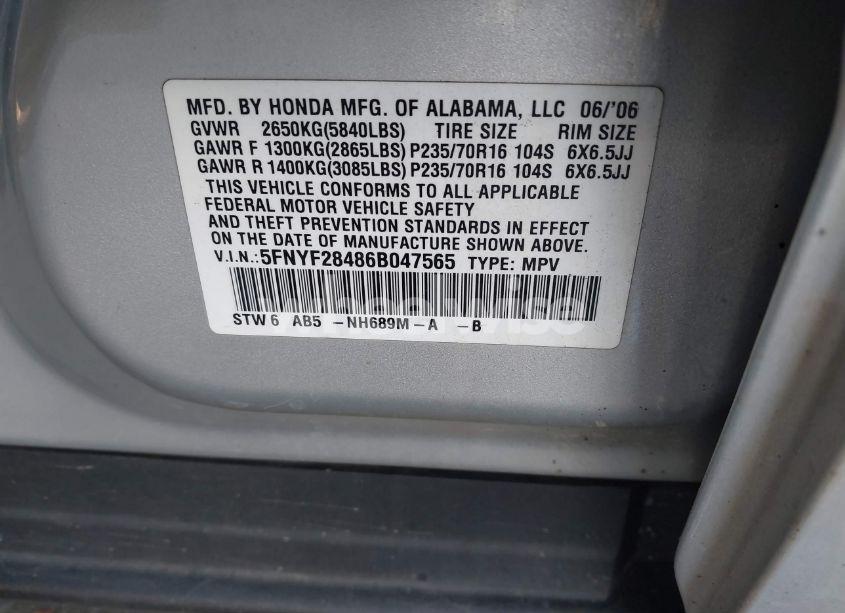 MFD. BY HONDA MFG. OF ALABAMA, LLC 06/'06
GVWR 2650KG(5840LBS) TIRE SIZE RIM SIZE
GAWR F 1300KG(2865LBS) P235/70R16 104S 6X6.5JJ
GAWR R 1400KG(3085LBS) P235/70R16 104S 6X6.5JJ
THIS VEHICLE CONFORMS TO ALL APPLICABLE
FEDERAL MOTOR VEHICLE SAFETY
AND THEFT PREVENTION STANDARDS IN EFFECT
ON THE DATE OF MANUFACTURE SHOWN ABOVE.
V.I.N.:5FNYF28486B047565 TYPE: MPV
STW 6 AB5 -NH689M-A -B